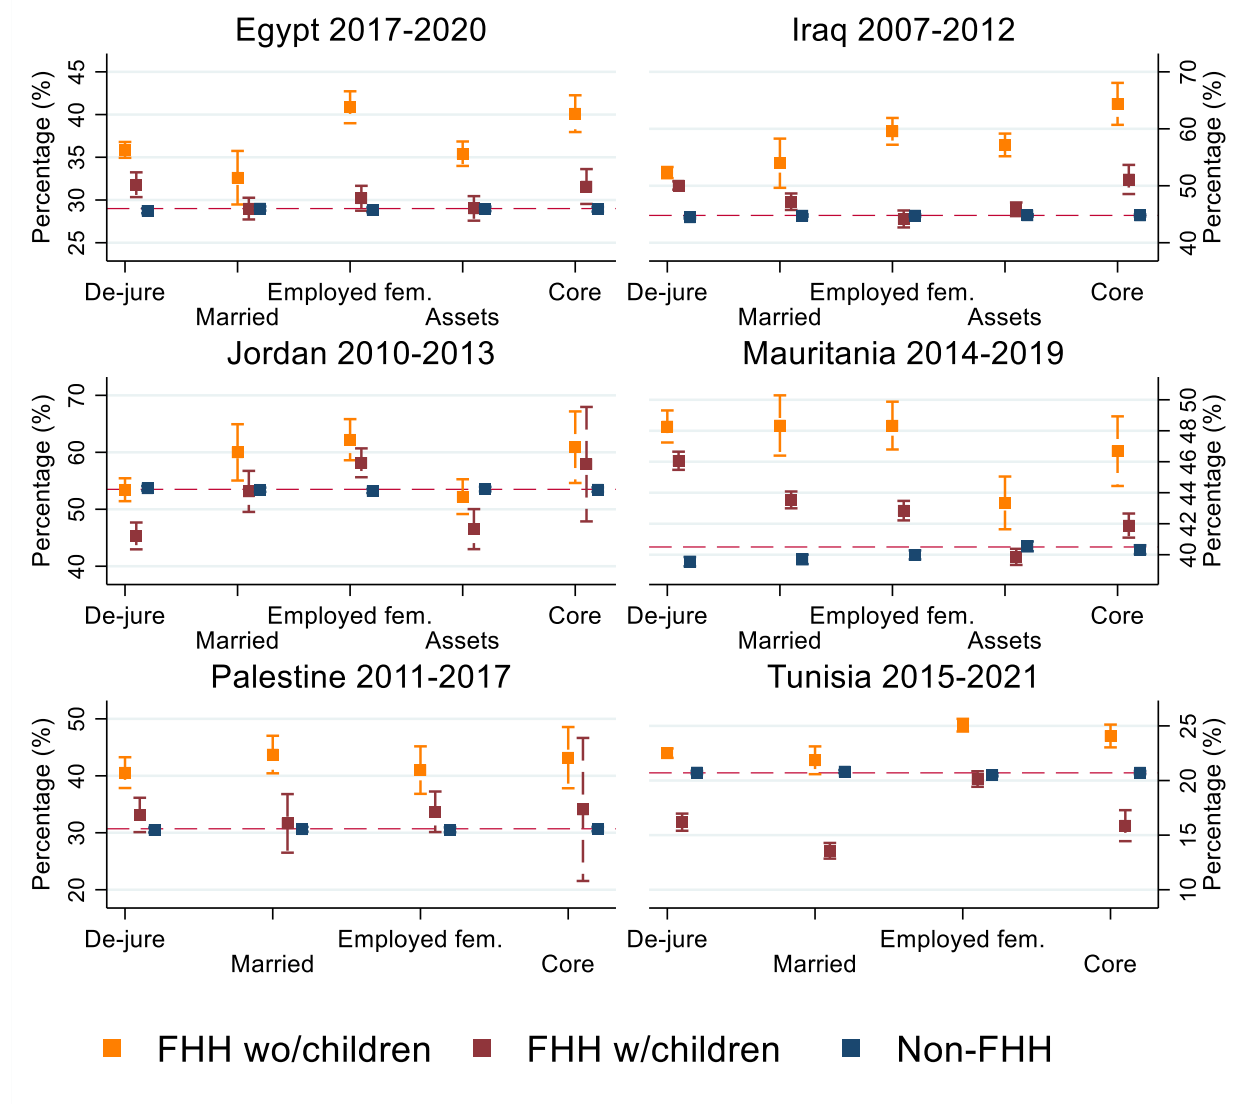 Egypt 2017-2020
Iraq 2007-2012
Percentage (%)
45
40
35
30
25
70
60
50
40
Percentage (%)
De-jure
Employed fem.
Core
Married
Assets
De-jure
Employed fem.
Core
Married
Assets
Jordan 2010-2013
Mauritania 2014-2019
Percentage (%)
70
60
50
40
50
48
46
44
42
40
Percentage (%)
De-jure
Employed fem.
Core
Married
Assets
De-jure
Employed fem.
Core
Married
Assets
Palestine 2011-2017
Tunisia 2015-2021
Percentage (%)
50
40
30
20
25
20
15
10
Percentage (%)
De-jure
Employed fem.
Married
Core
De-jure
Employed fem.
Married
Core
FHH wo/children
FHH w/children
Non-FHH